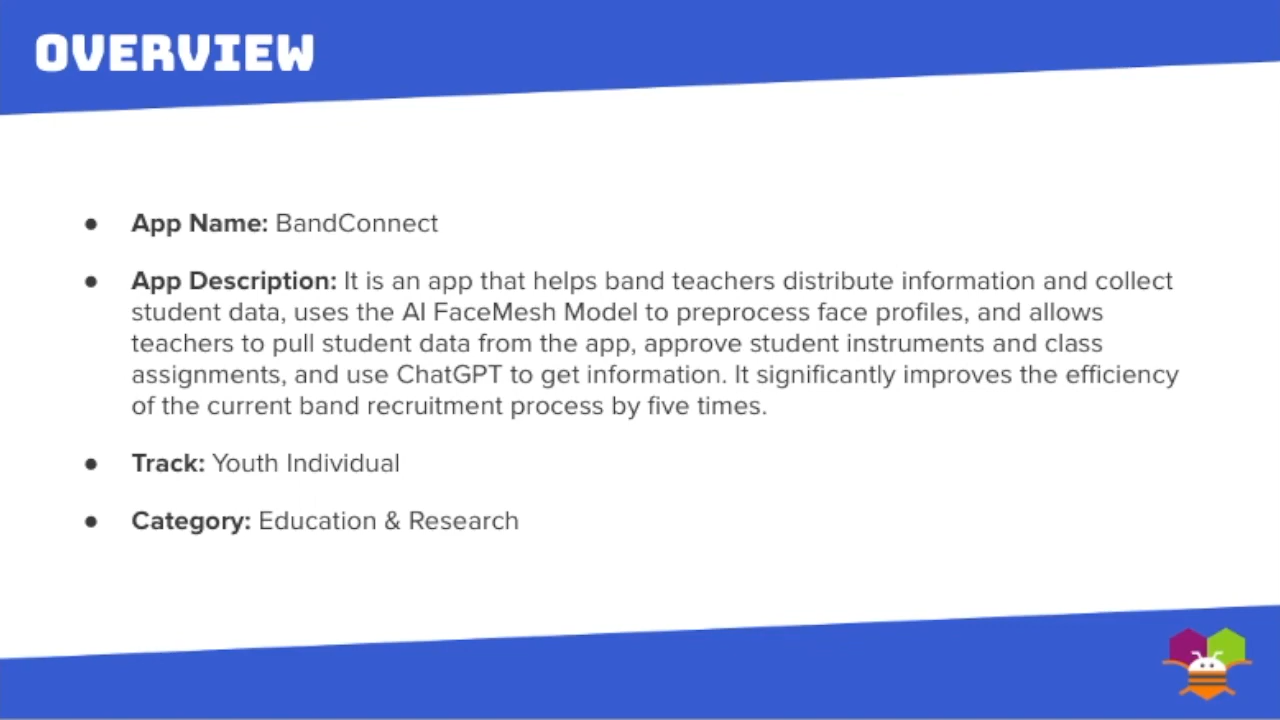 OVERVIEW
● App Name: BandConnect
● App Description: It is an app that helps band teachers distribute information and collect
student data, uses the AI FaceMesh Model to preprocess face profiles, and allows
teachers to pull student data from the app, approve student instruments and class
assignments, and use ChatGPT to get information. It significantly improves the efficiency
of the current band recruitment process by five times.
● Track: Youth Individual
● Category: Education & Research